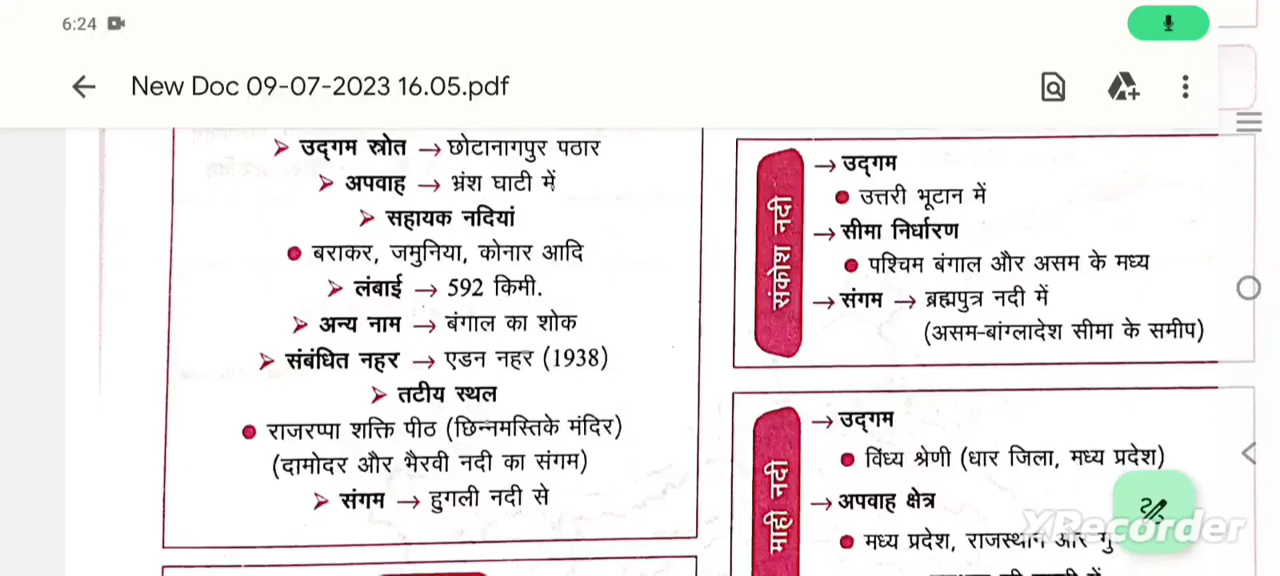 6:24
New Doc 09-07-2023 16.05.pdf
➢ उद्गम स्रोत → छोटानागपुर पठार
➢ अपवाह → भ्रंश घाटी में
➢ सहायक नदियां
● बराकर, जमुनिया, कोनार आदि
➢ लंबाई → 592 किमी.
➢ अन्य नाम → बंगाल का शोक
➢ संबंधित नहर → एडन नहर (1938)
➢ तटीय स्थल
● राजरप्पा शक्ति पीठ (छिन्नमस्तिके मंदिर)
(दामोदर और भैरवी नदी का संगम)
➢ संगम → हुगली नदी से
संकोश नदी
→ उद्गम
● उत्तरी भूटान में
→ सीमा निर्धारण
● पश्चिम बंगाल और असम के मध्य
→ संगम → ब्रह्मपुत्र नदी में
(असम-बांग्लादेश सीमा के समीप)
माही नदी
→ उद्गम
● विंध्य श्रेणी (धार जिला, मध्य प्रदेश)
→ अपवाह क्षेत्र
● मध्य प्रदेश, राजस्थान और गु
XRecorder